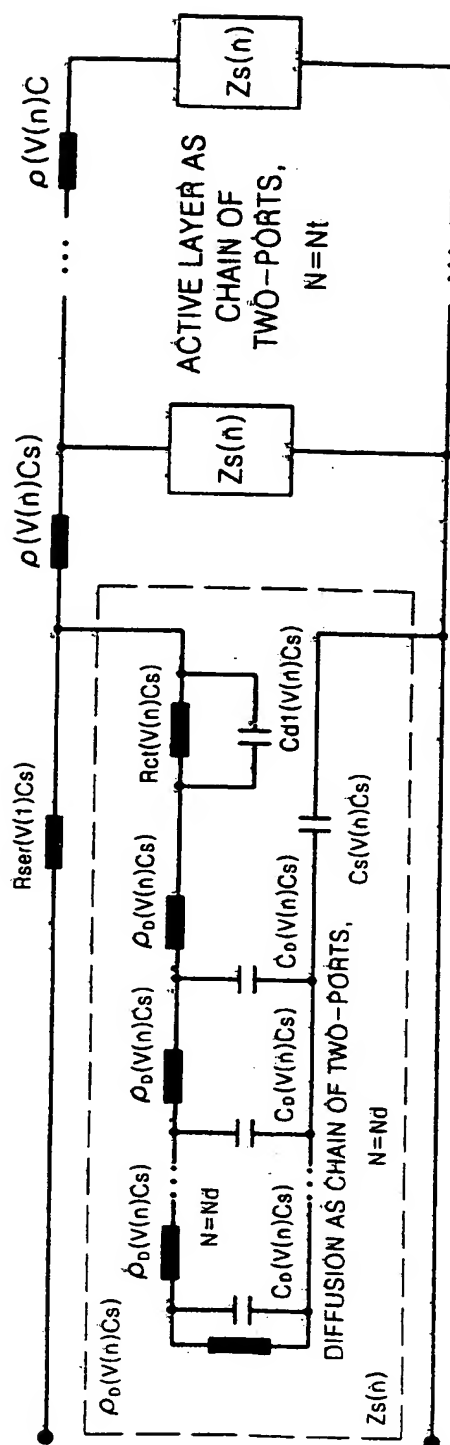 Rser(V(1)Cs)
ρ(V(n)Cs)
ρ(V(n)C
Zs(n)
Zs(n)
ACTIVE LAYER AS
CHAIN OF
TWO-PORTS,
N=Nt
ρD(V(n)Cs)
ρD(V(n)Cs)
ρD(V(n)Cs)
ρD(V(n)Cs)
Rct(V(n)Cs)
N=Nd
Cd1(V(n)Cs)
CD(V(n)Cs)
CD(V(n)Cs)
CD(V(n)Cs)
Cs(V(n)Cs)
DIFFUSION AS CHAIN OF TWO-PORTS,
N=Nd
Zs(n)